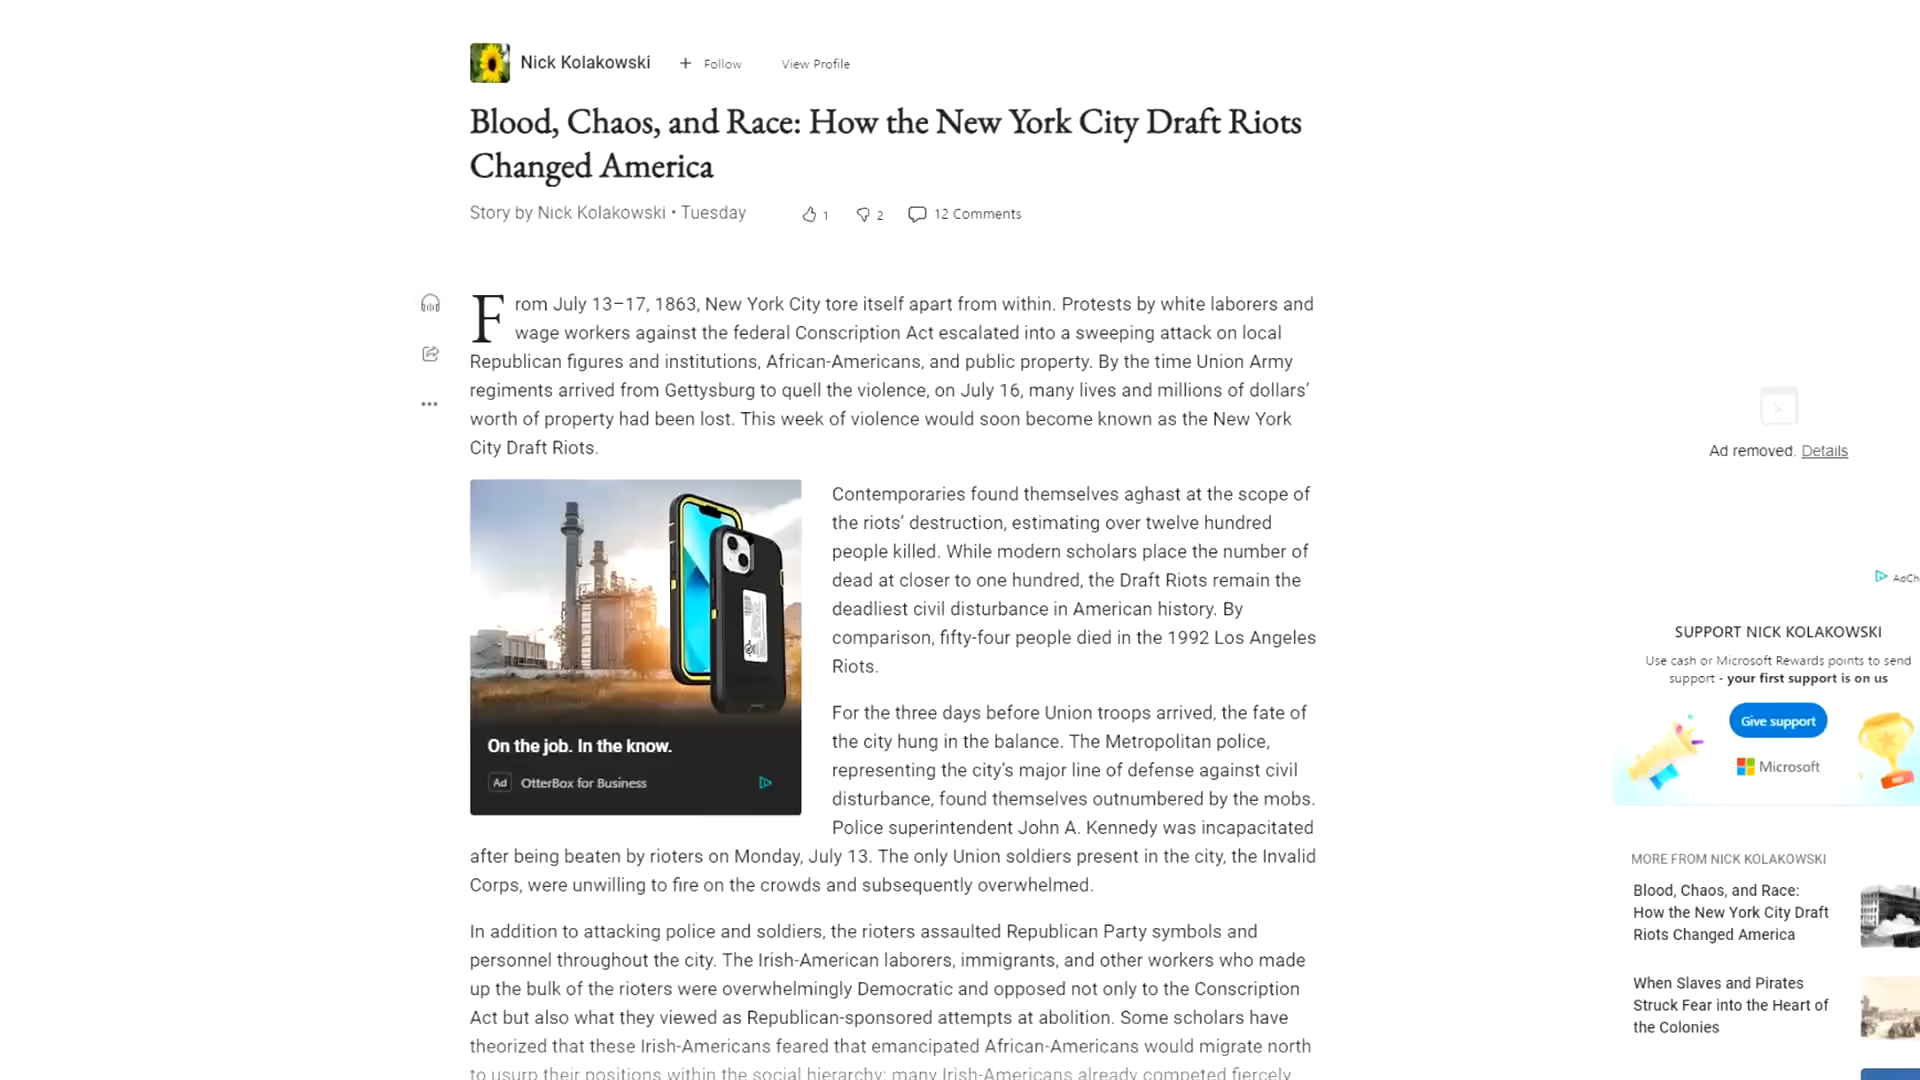 Nick Kolakowski + Follow View Profile
Blood, Chaos, and Race: How the New York City Draft Riots
Changed America
Story by Nick Kolakowski • Tuesday 1 2 12 Comments
From July 13–17, 1863, New York City tore itself apart from within. Protests by white laborers and
wage workers against the federal Conscription Act escalated into a sweeping attack on local
Republican figures and institutions, African-Americans, and public property. By the time Union Army
regiments arrived from Gettysburg to quell the violence, on July 16, many lives and millions of dollars’
worth of property had been lost. This week of violence would soon become known as the New York
City Draft Riots.
On the job. In the know.
Ad OtterBox for Business
Contemporaries found themselves aghast at the scope of
the riots’ destruction, estimating over twelve hundred
people killed. While modern scholars place the number of
dead at closer to one hundred, the Draft Riots remain the
deadliest civil disturbance in American history. By
comparison, fifty-four people died in the 1992 Los Angeles
Riots.
For the three days before Union troops arrived, the fate of
the city hung in the balance. The Metropolitan police,
representing the city’s major line of defense against civil
disturbance, found themselves outnumbered by the mobs.
Police superintendent John A. Kennedy was incapacitated
after being beaten by rioters on Monday, July 13. The only Union soldiers present in the city, the Invalid
Corps, were unwilling to fire on the crowds and subsequently overwhelmed.
In addition to attacking police and soldiers, the rioters assaulted Republican Party symbols and
personnel throughout the city. The Irish-American laborers, immigrants, and other workers who made
up the bulk of the rioters were overwhelmingly Democratic and opposed not only to the Conscription
Act but also what they viewed as Republican-sponsored attempts at abolition. Some scholars have
theorized that these Irish-Americans feared that emancipated African-Americans would migrate north
to usurp their positions within the social hierarchy; many Irish-Americans already competed fiercely
Ad removed. Details
AdCh
SUPPORT NICK KOLAKOWSKI
Use cash or Microsoft Rewards points to send
support - your first support is on us
Give support
Microsoft
MORE FROM NICK KOLAKOWSKI
Blood, Chaos, and Race:
How the New York City Draft
Riots Changed America
When Slaves and Pirates
Struck Fear into the Heart of
the Colonies